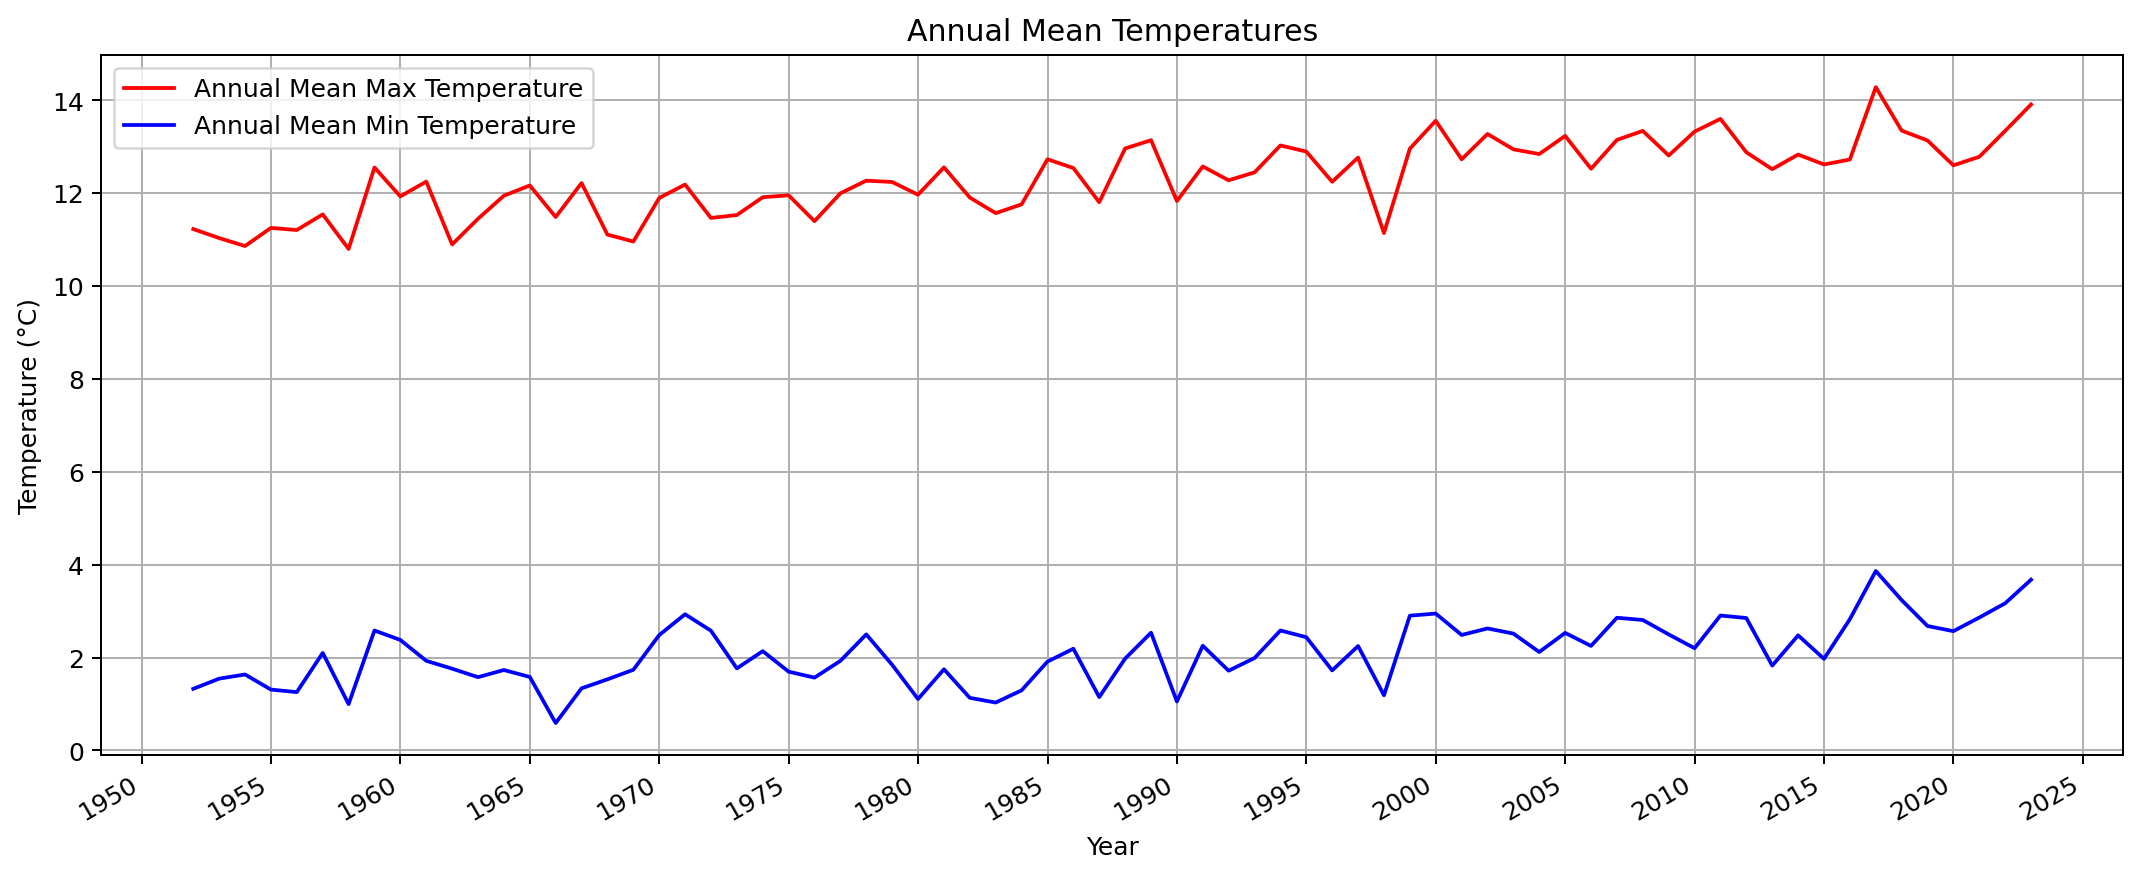 Annual Mean Temperatures
Annual Mean Max Temperature
Annual Mean Min Temperature
Temperature (°C)
14
12
10
8
6
4
2
0
1950 1955 1960 1965 1970 1975 1980 1985 1990 1995 2000 2005 2010 2015 2020 2025
Year